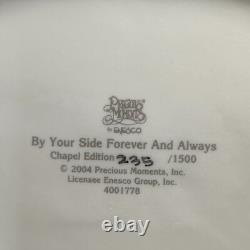 Precious
Moments
by ENESCO
By Your Side Forever And Always
Chapel Edition 235 /1500
© 2004 Precious Moments, Inc.
Licensee Enesco Group, Inc.
4001778
© ebay